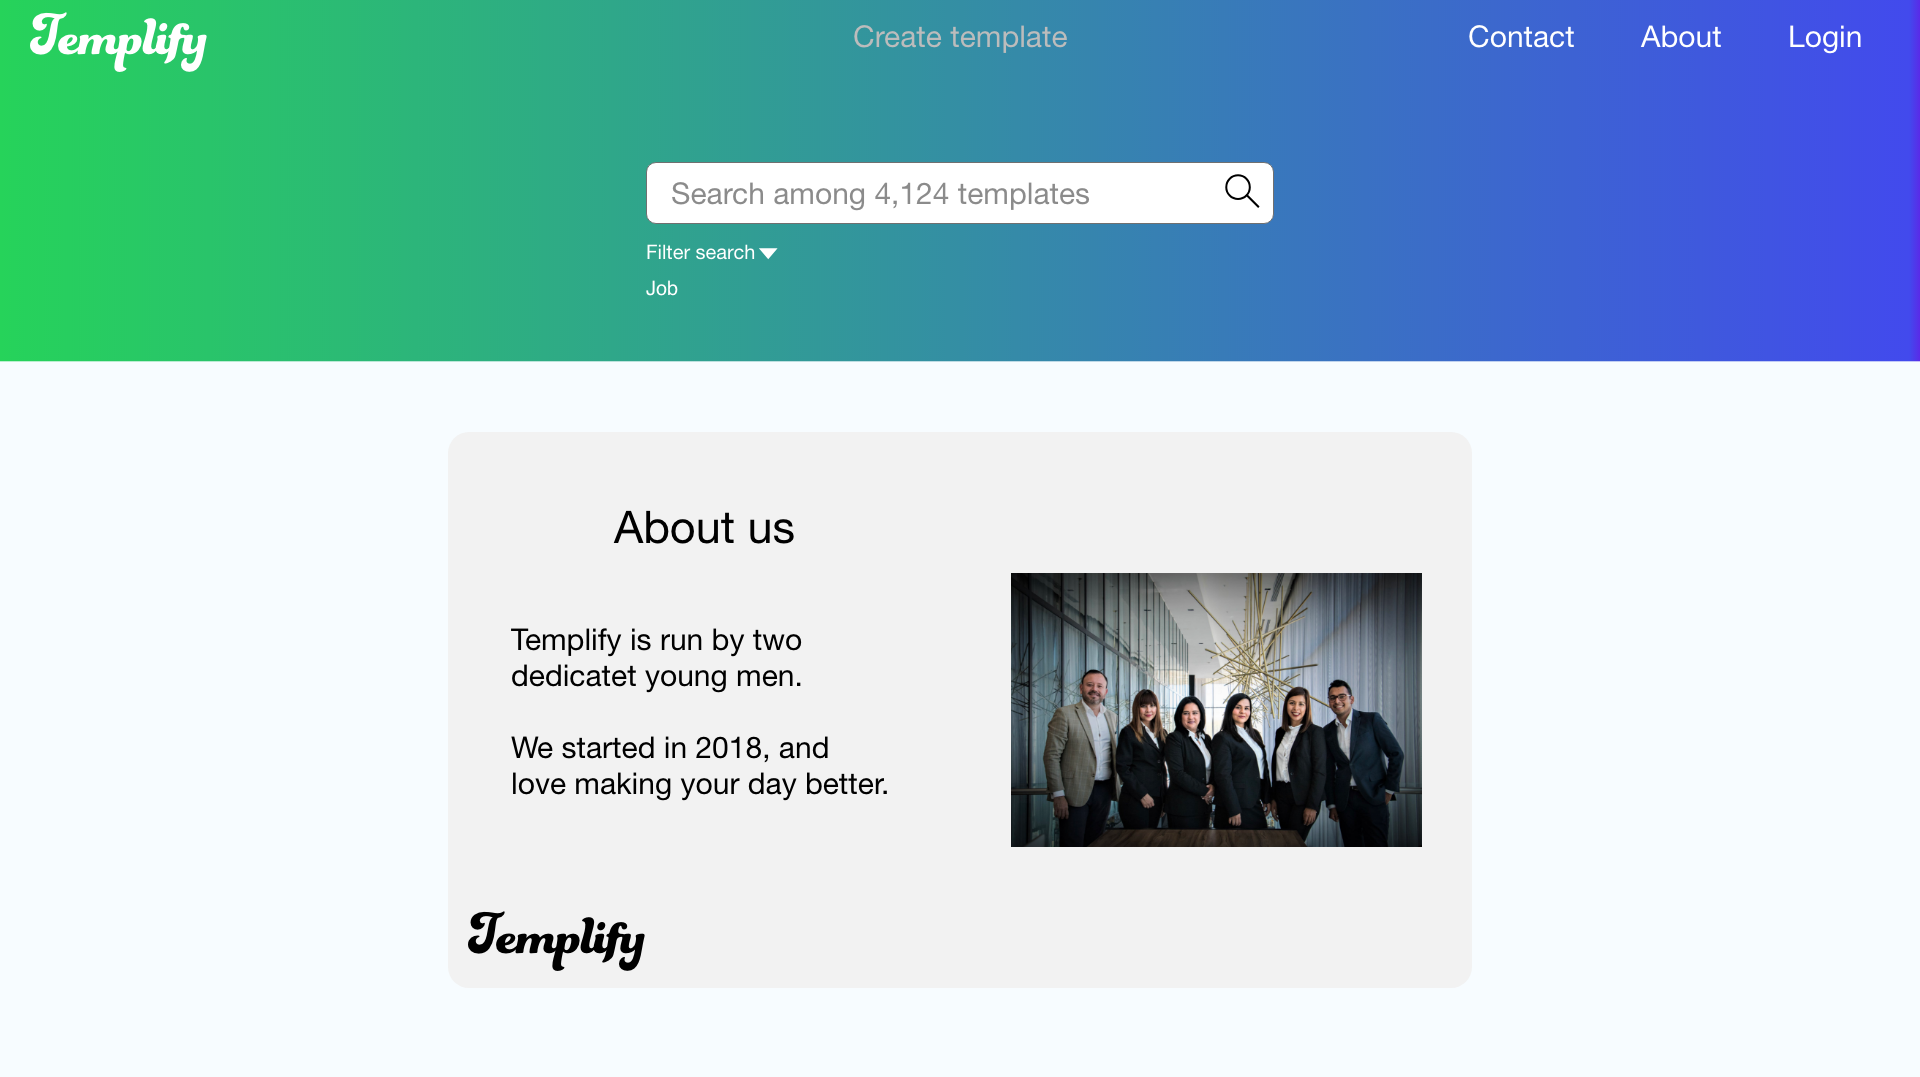 Templify
Create template
Contact
About
Login
Search among 4,124 templates
Filter search
Job
About us
Templify is run by two
dedicatet young men.
We started in 2018, and
love making your day better.
Templify